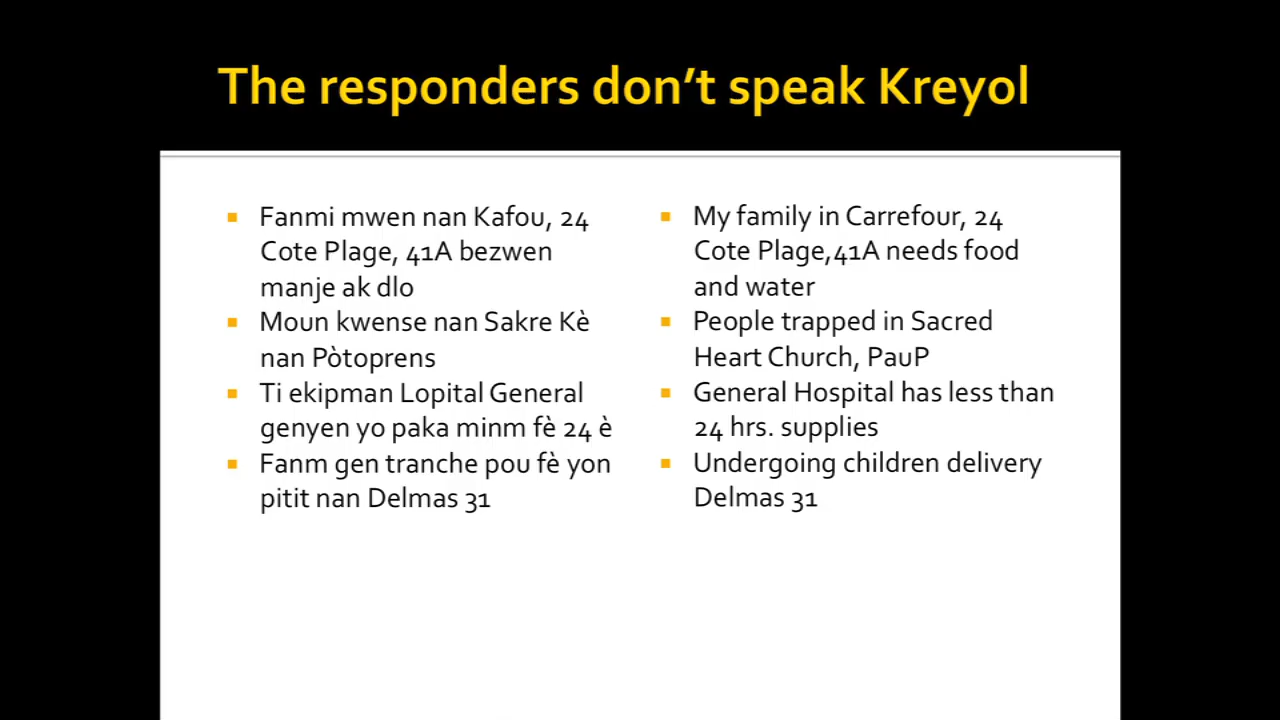 The responders don’t speak Kreyol
Fanmi mwen nan Kafou, 24
Cote Plage, 41A bezwen
manje ak dlo
Moun kwense nan Sakre Kè
nan Pòtoprens
Ti ekipman Lopital General
genyen yo paka minm fè 24 è
Fanm gen tranche pou fè yon
pitit nan Delmas 31
My family in Carrefour, 24
Cote Plage,41A needs food
and water
People trapped in Sacred
Heart Church, PauP
General Hospital has less than
24 hrs. supplies
Undergoing children delivery
Delmas 31